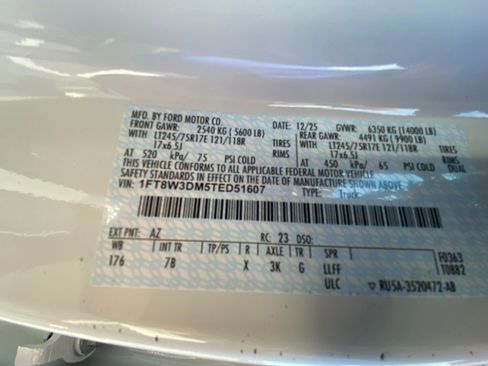 MFD. BY FORD MOTOR CO.
DATE: 12/25 GVWR: 6350 KG (14000 LB)
FRONT GAWR: 2540 KG (5600 LB) REAR GAWR: 4491 KG (9900 LB)
WITH LT245/75R17E 121/118R WITH LT245/75R17E 121/118R
17x6.5J 17x6.5J
AT 520 kPa/ 75 PSI COLD AT 450 kPa/ 65 PSI COLD DUAL
THIS VEHICLE CONFORMS TO ALL APPLICABLE FEDERAL MOTOR VEHICLE
SAFETY STANDARDS IN EFFECT ON THE DATE OF MANUFACTURE SHOWN ABOVE.
VIN: 1FT8W3DM5TED51607 TYPE: Truck
F0363
T0882
EXT PNT: AZ RC: 23 DSO:
WB INT TR TP/PS R AXLE TR SPR
176 7B X 3K G LLFF
ULC RU5A-3520472-AB